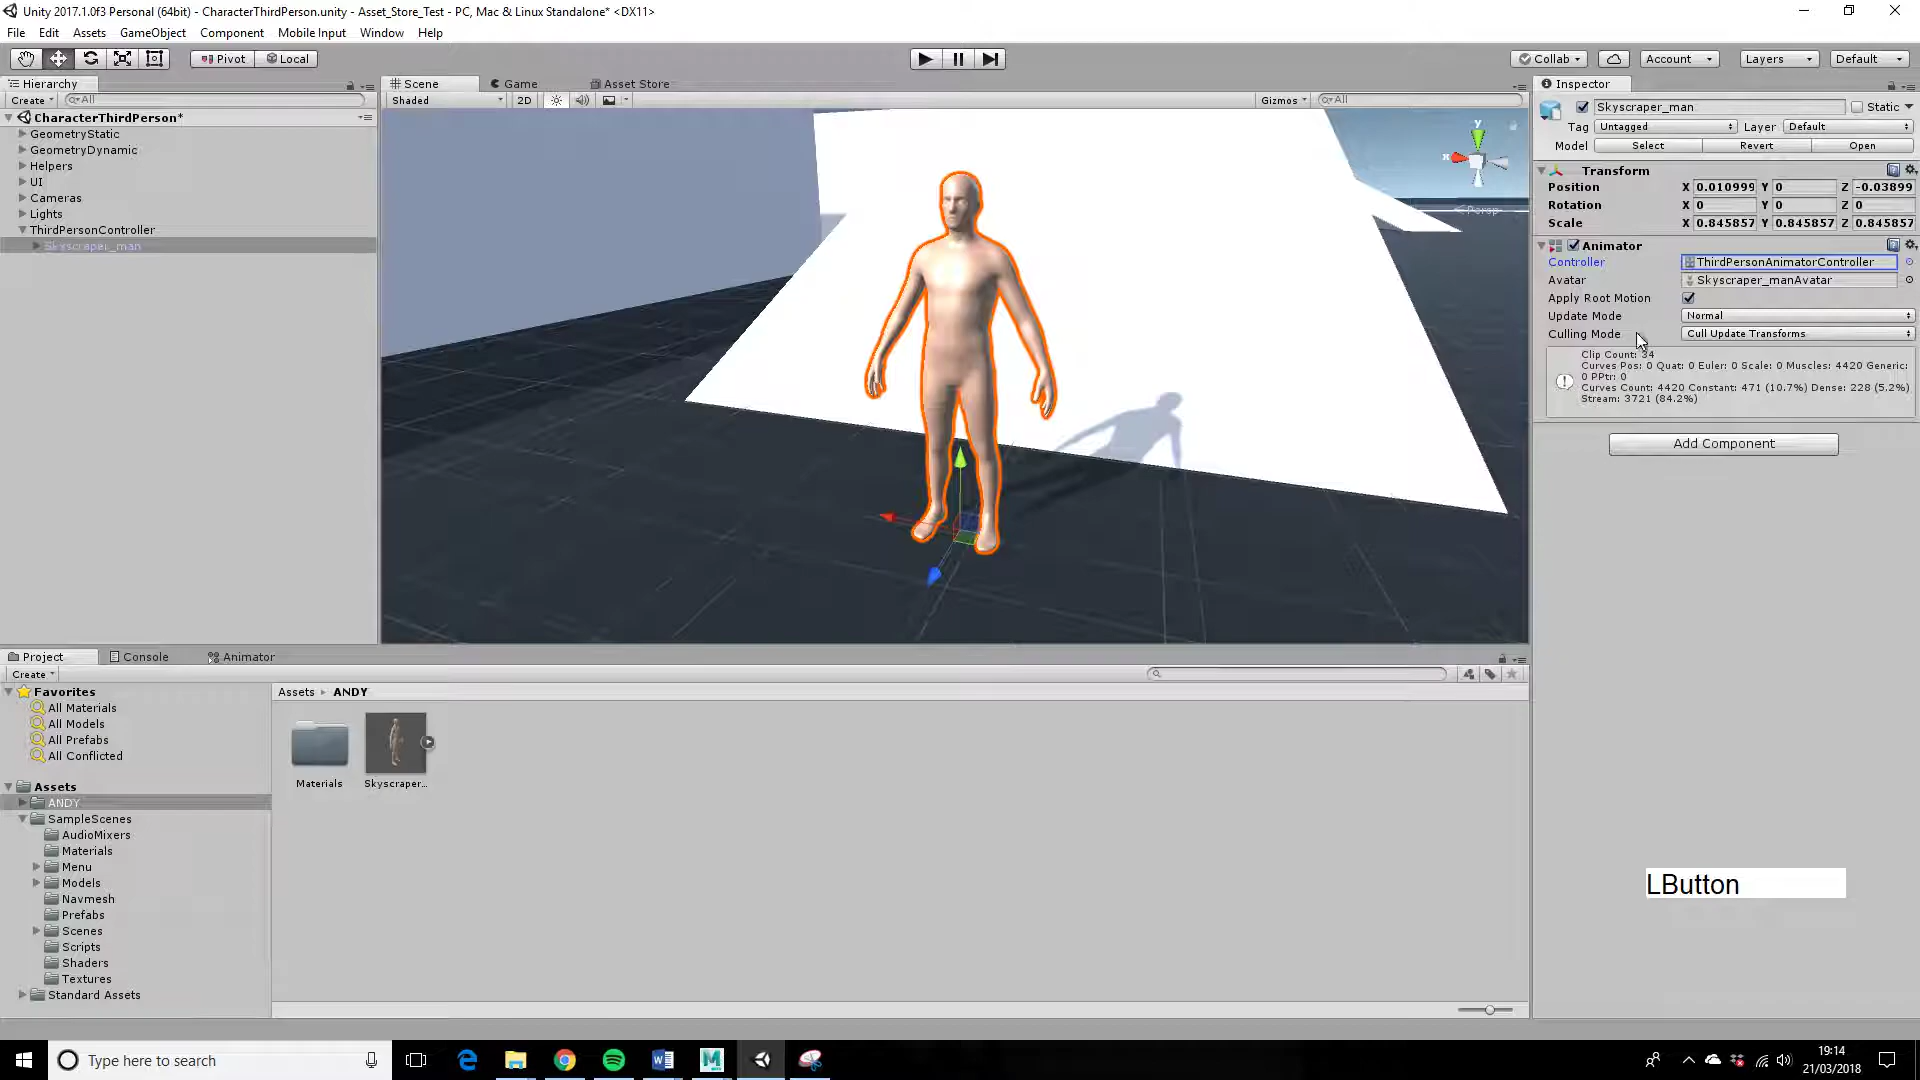 Unity 2017.1.0f3 Personal (64bit) - CharacterThirdPerson.unity - Asset_Store_Test - PC, Mac & Linux Standalone* <DX11>
File Edit Assets GameObject Component Mobile Input Window Help
Pivot Local Collab Account Layers Default
Hierarchy
Create All
CharacterThirdPerson*
GeometryStatic
GeometryDynamic
Helpers
UI
Cameras
Lights
ThirdPersonController
Skyscraper_man
Scene Game Asset Store
Shaded 2D Gizmos All
y
x
Persp
Inspector
Skyscraper_man Static
Tag Untagged Layer Default
Model Select Revert Open
Transform
Position X 0.010999 Y 0 Z -0.03899
Rotation X 0 Y 0 Z 0
Scale X 0.845857 Y 0.845857 Z 0.845857
Animator
Controller ThirdPersonAnimatorController
Avatar Skyscraper_manAvatar
Apply Root Motion
Update Mode Normal
Culling Mode Cull Update Transforms
Clip Count: 34
Curves Pos: 0 Quat: 0 Euler: 0 Scale: 0 Muscles: 4420 Generic:
0 PPtr: 0
Curves Count: 4420 Constant: 471 (10.7%) Dense: 228 (5.2%)
Stream: 3721 (84.2%)
Add Component
Project Console Animator
Create
Favorites
All Materials
All Models
All Prefabs
All Conflicted
Assets
ANDY
SampleScenes
AudioMixers
Materials
Menu
Models
Navmesh
Prefabs
Scenes
Scripts
Shaders
Textures
Standard Assets
Assets ANDY
Materials Skyscraper...
LButton
Type here to search
19:14
21/03/2018